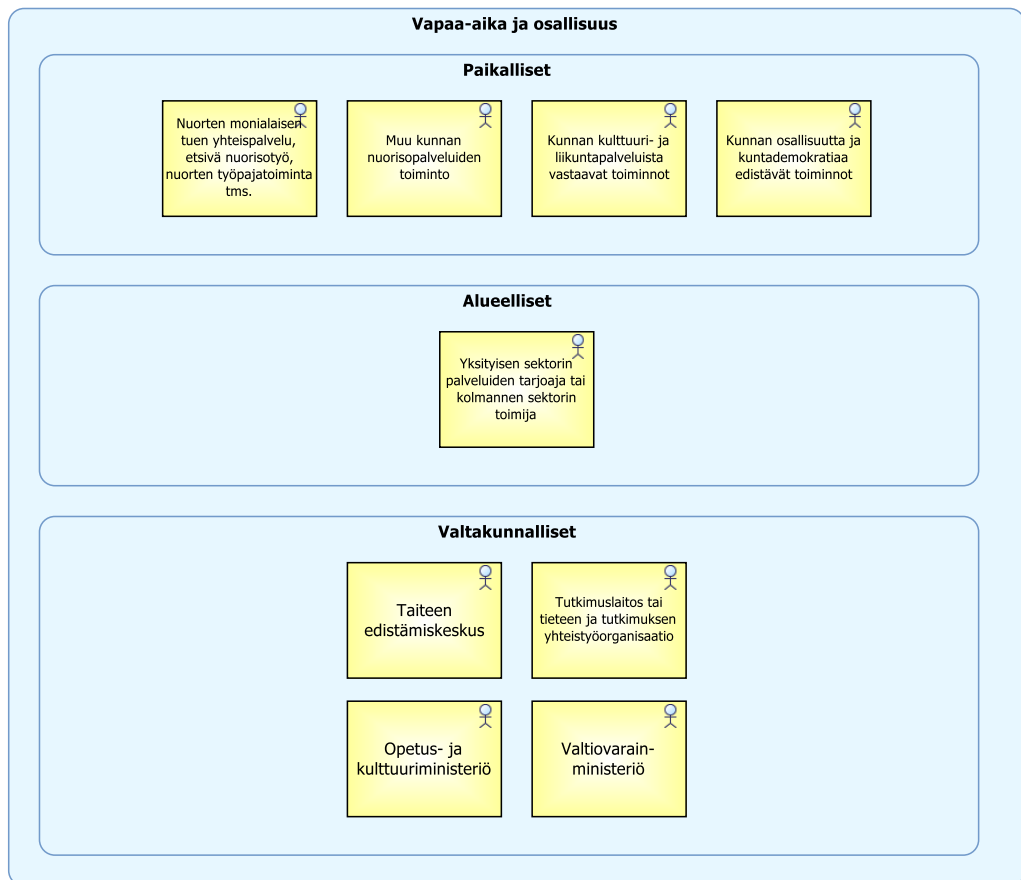 Vapaa-aika ja osallisuus
Paikalliset
Nuorten monialaisen
tuen yhteispalvelu,
etsivä nuorisotyö,
nuorten työpajatoiminta
tms.
Muu kunnan
nuorisopalveluiden
toiminto
Kunnan kulttuuri- ja
liikuntapalveluista
vastaavat toiminnot
Kunnan osallisuutta ja
kuntademokratiaa
edistävät toiminnot
Alueelliset
Yksityisen sektorin
palveluiden tarjoaja tai
kolmannen sektorin
toimija
Valtakunnalliset
Taiteen
edistämiskeskus
Tutkimuslaitos tai
tieteen ja tutkimuksen
yhteistyöorganisaatio
Opetus- ja
kulttuuriministeriö
Valtiovarain-
ministeriö